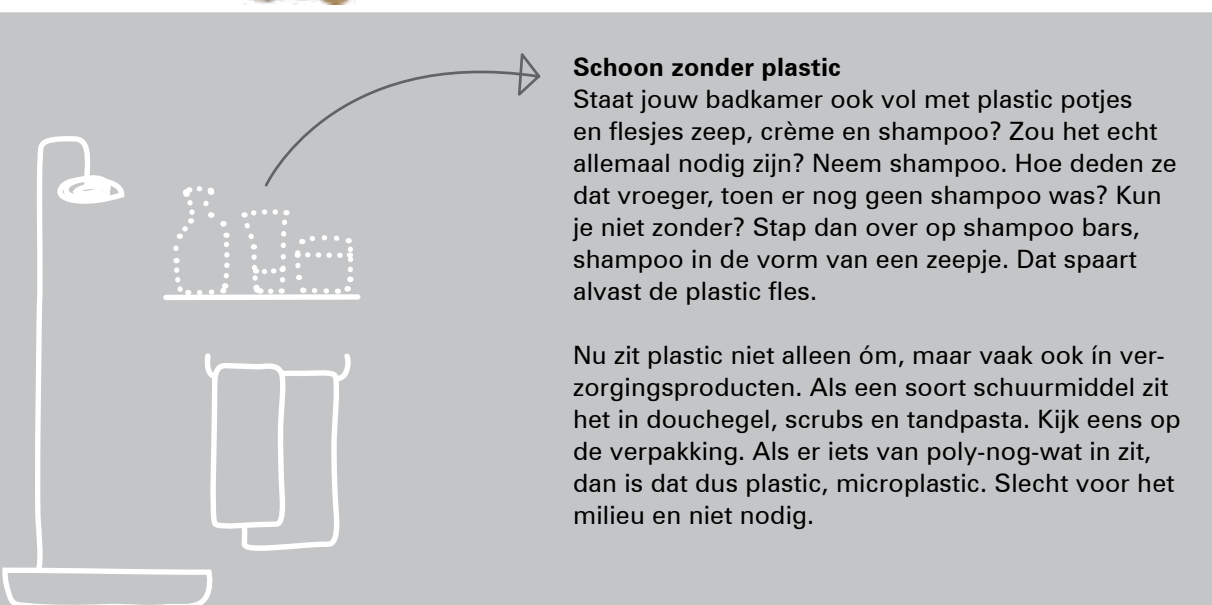 Schoon zonder plastic
Staat jouw badkamer ook vol met plastic potjes
en flesjes zeep, crème en shampoo? Zou het echt
allemaal nodig zijn? Neem shampoo. Hoe deden ze
dat vroeger, toen er nog geen shampoo was? Kun
je niet zonder? Stap dan over op shampoo bars,
shampoo in de vorm van een zeepje. Dat spaart
alvast de plastic fles.
Nu zit plastic niet alleen óm, maar vaak ook ín ver-
zorgingsproducten. Als een soort schuurmiddel zit
het in douchegel, scrubs en tandpasta. Kijk eens op
de verpakking. Als er iets van poly-nog-wat in zit,
dan is dat dus plastic, microplastic. Slecht voor het
milieu en niet nodig.